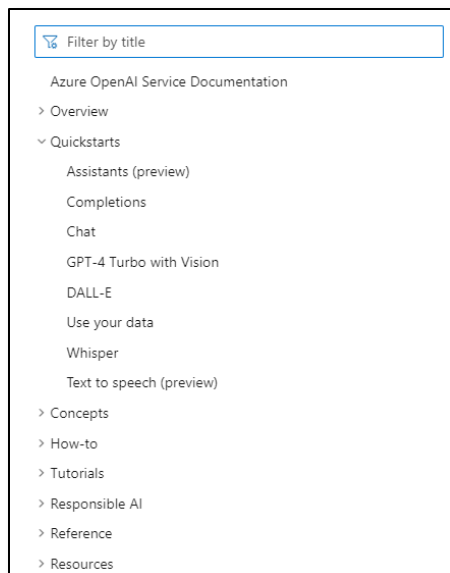 Filter by title
Azure OpenAI Service Documentation
Overview
Quickstarts
Assistants (preview)
Completions
Chat
GPT-4 Turbo with Vision
DALL-E
Use your data
Whisper
Text to speech (preview)
Concepts
How-to
Tutorials
Responsible AI
Reference
Resources